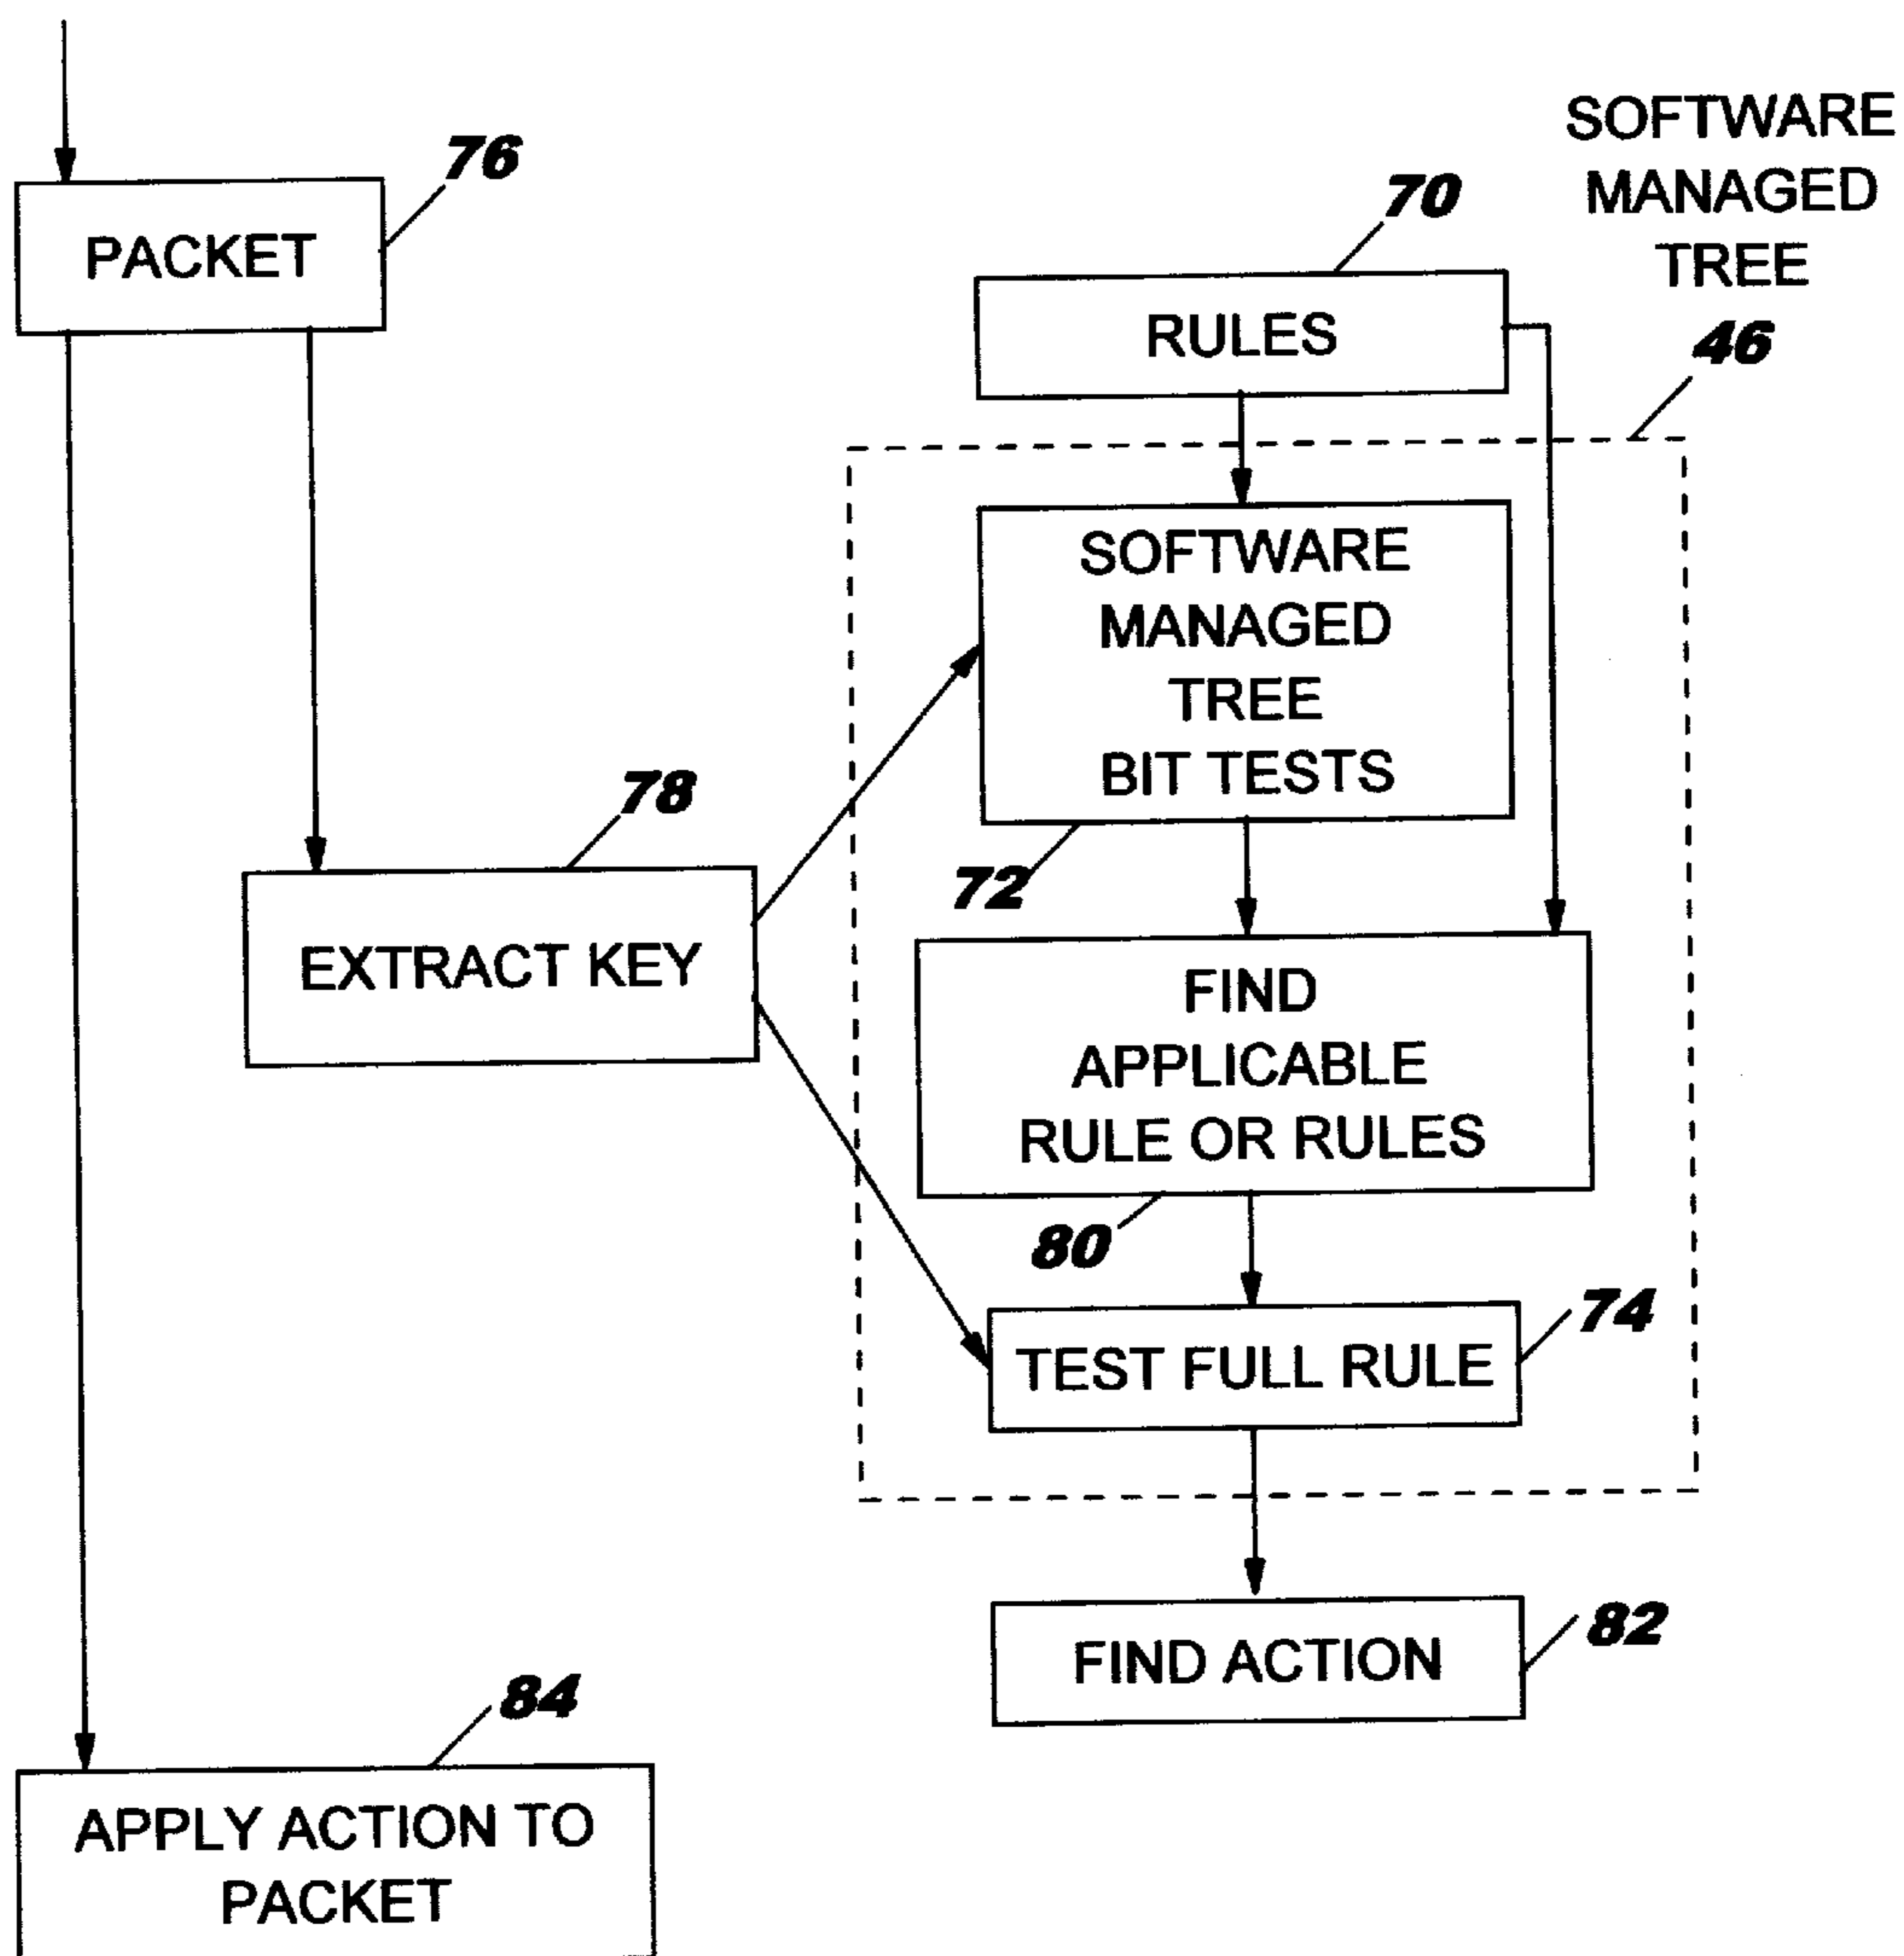 SOFTWARE
MANAGED
TREE
46
76
PACKET
70
RULES
SOFTWARE
MANAGED
TREE
BIT TESTS
72
78
EXTRACT KEY
FIND
APPLICABLE
RULE OR RULES
80
74
TEST FULL RULE
82
FIND ACTION
84
APPLY ACTION TO
PACKET